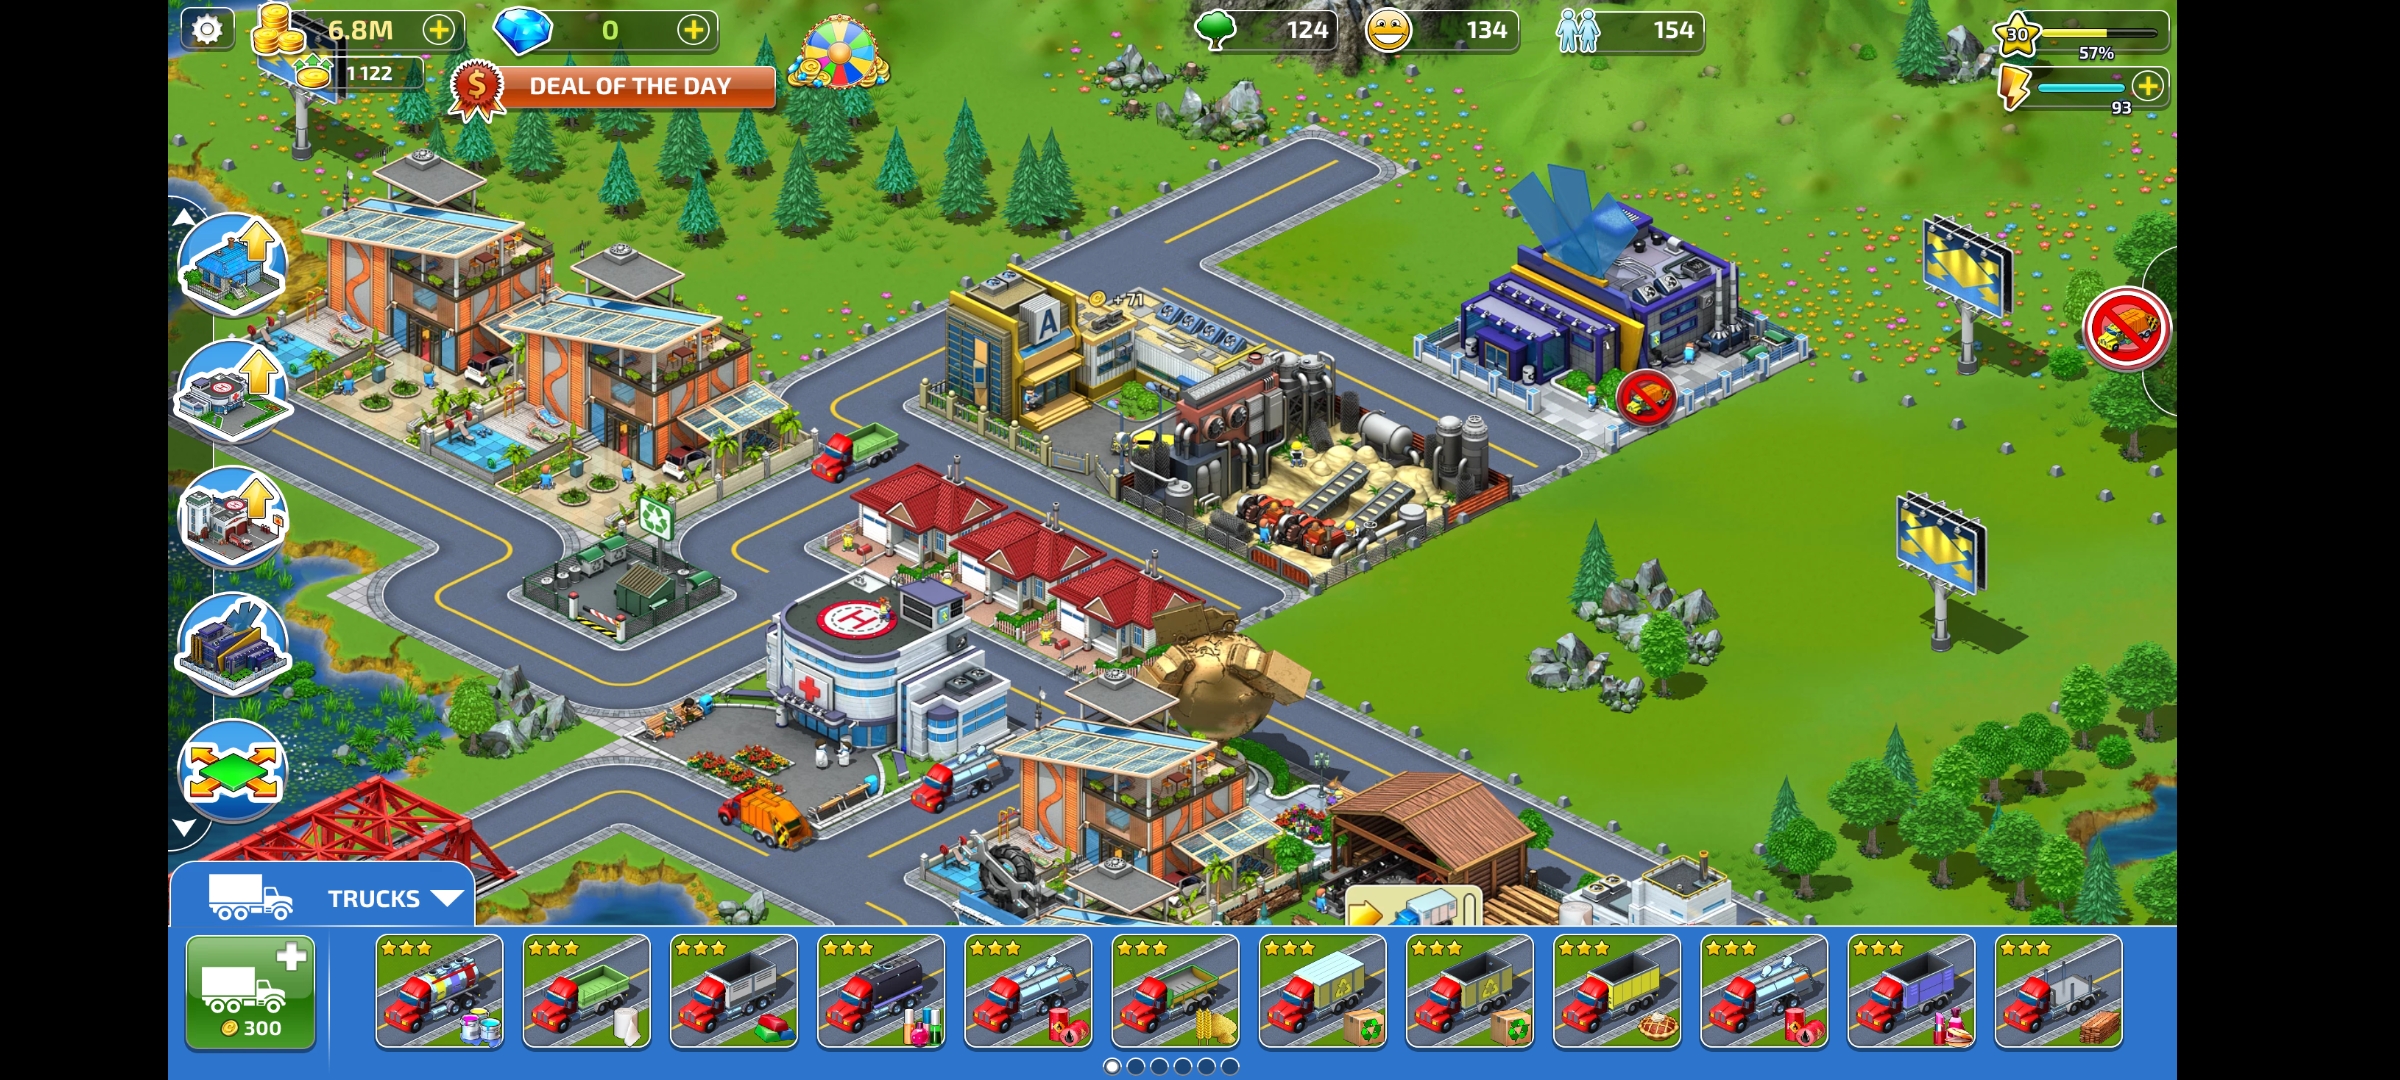 6.8M
0
124
134
154
30
57%
1 122
DEAL OF THE DAY
93
A
+71
H
TRUCKS
300